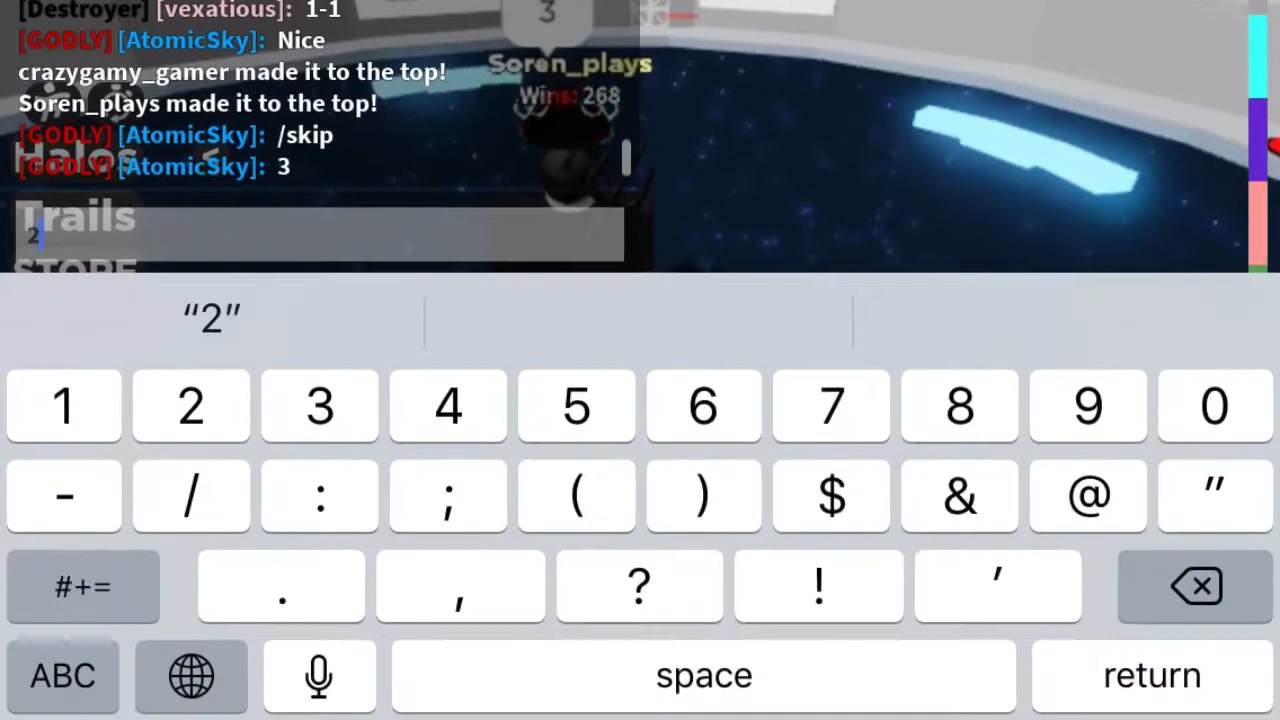 [Destroyer] [vexatious]: 1-1
[GODLY] [AtomicSky]: Nice
crazygamy_gamer made it to the top!
Soren_plays made it to the top!
[GODLY] [AtomicSky]: /skip
[GODLY] [AtomicSky]: 3
3
Soren_plays
Wins: 268
Halos
<
Trails
2
STORE
“2”
1 2 3 4 5 6 7 8 9 0
- / : ; ( ) $ & @ "
#+= . , ? ! '
ABC space return